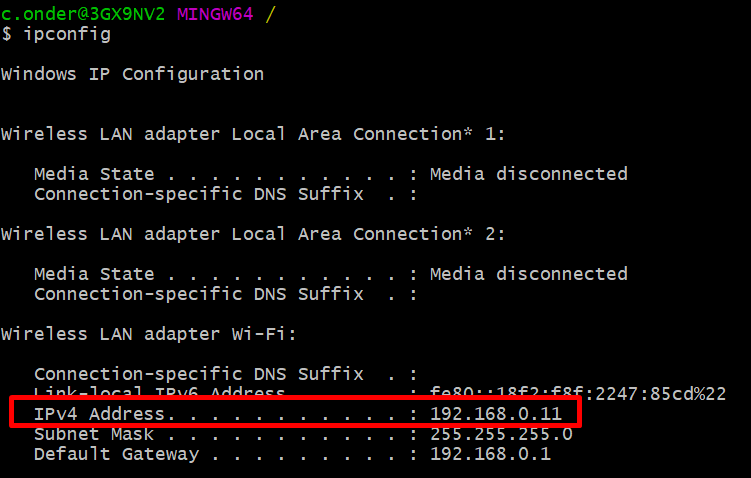 c.onder@3GX9NV2 MINGW64 /
$ ipconfig
Windows IP Configuration
Wireless LAN adapter Local Area Connection* 1:
Media State . . . . . . . . . . . : Media disconnected
Connection-specific DNS Suffix  . :
Wireless LAN adapter Local Area Connection* 2:
Media State . . . . . . . . . . . : Media disconnected
Connection-specific DNS Suffix  . :
Wireless LAN adapter Wi-Fi:
Connection-specific DNS Suffix  . :
Link-local IPv6 Address . . . . . : fe80::18f2:f8f:2247:85cd%22
IPv4 Address. . . . . . . . . . . : 192.168.0.11
Subnet Mask . . . . . . . . . . . : 255.255.255.0
Default Gateway . . . . . . . . . : 192.168.0.1